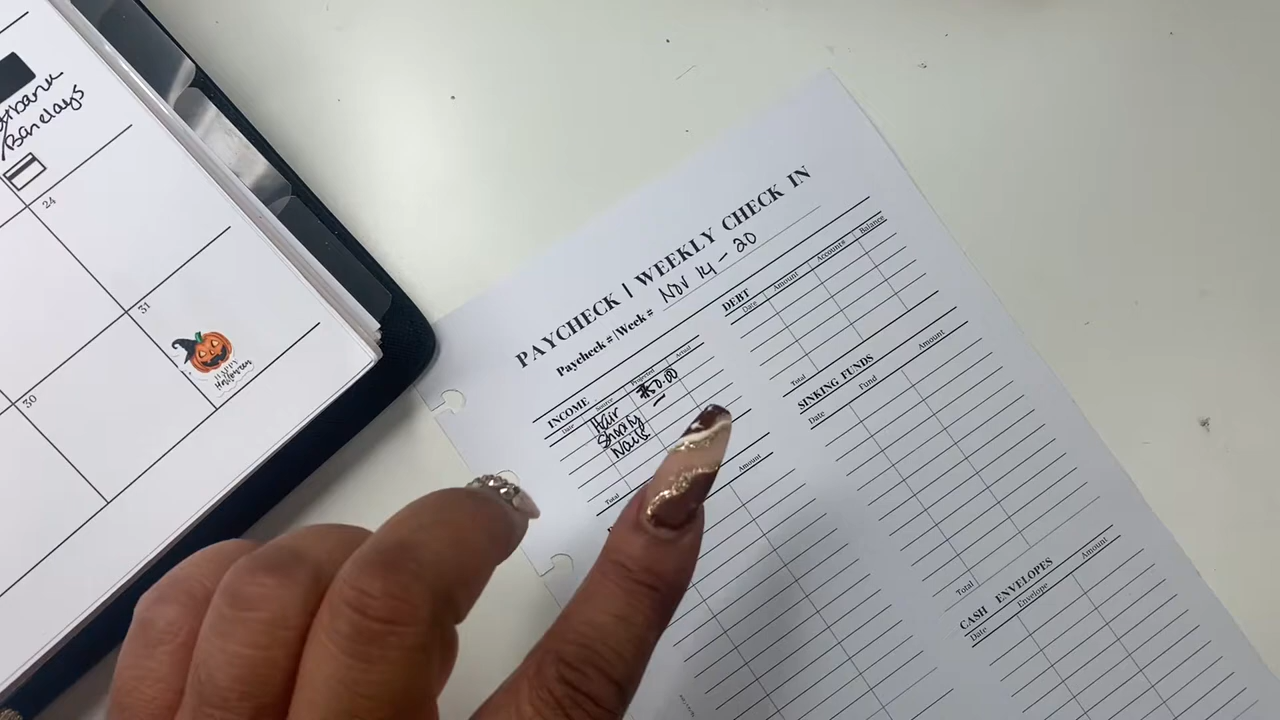 Barclays
24
31
Happy
Halloween
30
PAYCHECK | WEEKLY CHECK IN
Paycheck #/Week # Nov 14 - 20
INCOME
Date Source Projected Actual
Hair $50.00
Nails
Total
Amount
DEBT
Date Amount Accounts Balance
Total
SINKING FUNDS
Date Fund Amount
Total
CASH ENVELOPES
Date Envelope Amount